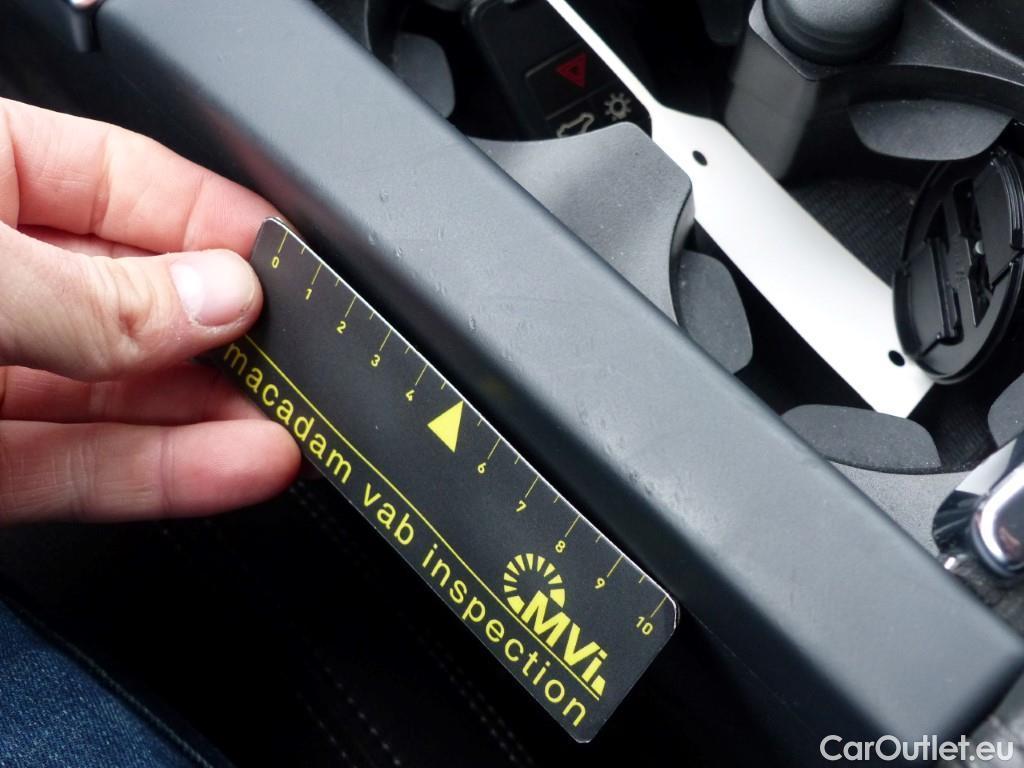 0 1 2 3 4 6 7 8 9 10
MVi
macadam vab inspection
CarOutlet.eu